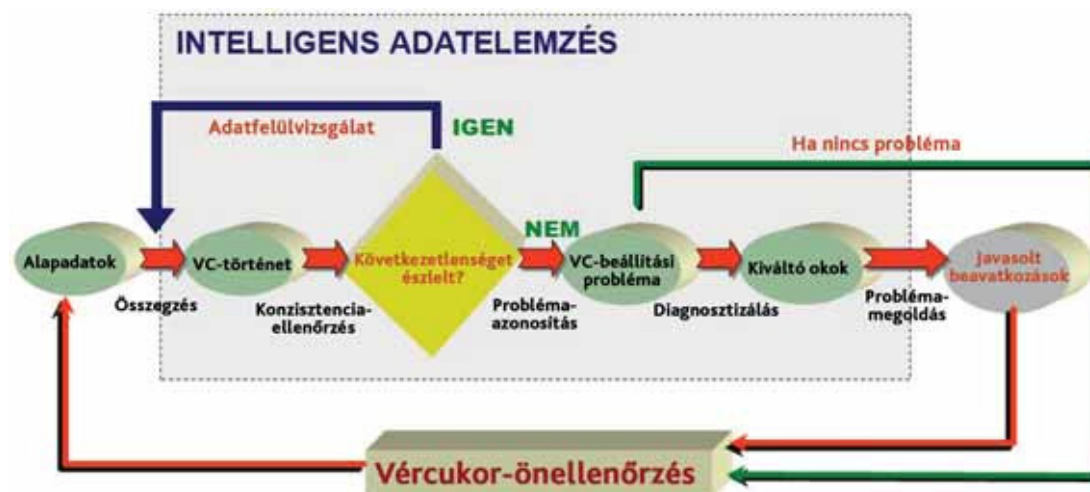 INTELLIGENS ADATELEMZÉS
Adatfelülvizsgálat
IGEN
Ha nincs probléma
NEM
Alapadatok
Összegzés
VC-történet
Konzisztencia-
ellenőrzés
Következetlenséget
észlelt?
Probléma-
azonosítás
VC-beállítási
probléma
Diagnosztizálás
Kiváltó okok
Probléma-
megoldás
Javasolt
beavatkozások
Vércukor-önellenőrzés